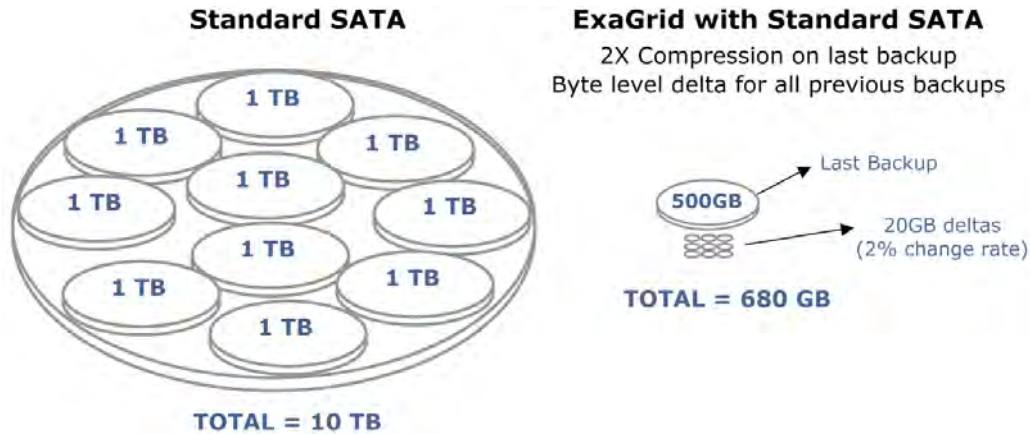 Standard SATA
1 TB
1 TB
1 TB
1 TB
1 TB
1 TB
1 TB
1 TB
1 TB
1 TB
TOTAL = 10 TB
ExaGrid with Standard SATA
2X Compression on last backup
Byte level delta for all previous backups
Last Backup
500GB
20GB deltas
(2% change rate)
TOTAL = 680 GB